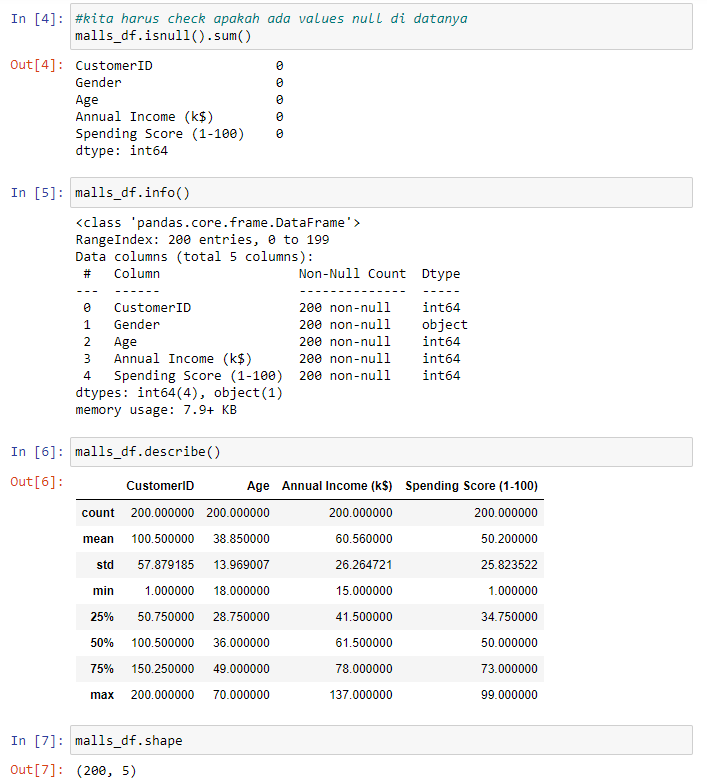 In [4]: #kita harus check apakah ada values null di datanya
malls_df.isnull().sum()
Out[4]: CustomerID 0
Gender 0
Age 0
Annual Income (k$) 0
Spending Score (1-100) 0
dtype: int64
In [5]: malls_df.info()
<class 'pandas.core.frame.DataFrame'>
RangeIndex: 200 entries, 0 to 199
Data columns (total 5 columns):
# Column Non-Null Count Dtype
--- ------ -------------- -----
0 CustomerID 200 non-null int64
1 Gender 200 non-null object
2 Age 200 non-null int64
3 Annual Income (k$) 200 non-null int64
4 Spending Score (1-100) 200 non-null int64
dtypes: int64(4), object(1)
memory usage: 7.9+ KB
In [6]: malls_df.describe()
Out[6]:
CustomerID Age Annual Income (k$) Spending Score (1-100)
count 200.000000 200.000000 200.000000 200.000000
mean 100.500000 38.850000 60.560000 50.200000
std 57.879185 13.969007 26.264721 25.823522
min 1.000000 18.000000 15.000000 1.000000
25% 50.750000 28.750000 41.500000 34.750000
50% 100.500000 36.000000 61.500000 50.000000
75% 150.250000 49.000000 78.000000 73.000000
max 200.000000 70.000000 137.000000 99.000000
In [7]: malls_df.shape
Out[7]: (200, 5)